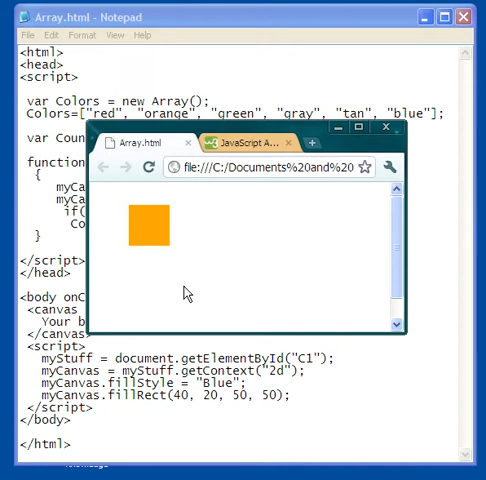 Array.html - Notepad
File Edit Format View Help
<html>
<head>
<script>
var Colors = new Array();
Colors=["red", "orange", "green", "gray", "tan", "blue"];
var Coun
function
{
myCa
myCa
if(
Co
}
</script>
</head>
<body onC
<canvas
Your b
</canvas>
<script>
myStuff = document.getElementById("C1");
myCanvas = myStuff.getContext("2d");
myCanvas.fillStyle = "Blue";
myCanvas.fillRect(40, 20, 50, 50);
</script>
</body>
</html>
Array.html
JavaScript A...
file:///C:/Documents%20and%20